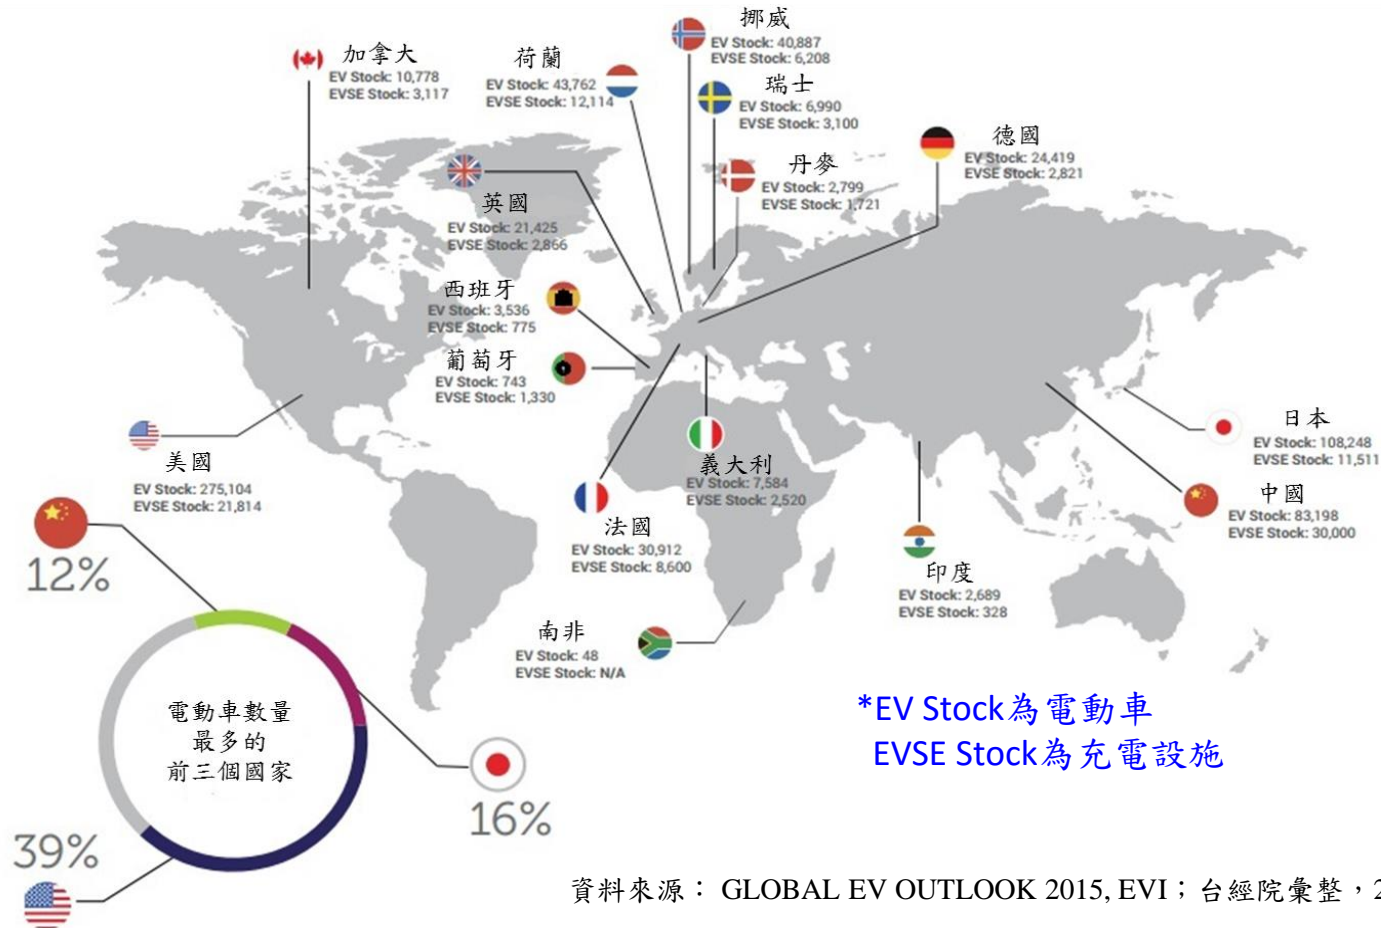 挪威
EV Stock: 40,887
EVSE Stock: 6,208
加拿大
EV Stock: 10,778
EVSE Stock: 3,117
荷蘭
EV Stock: 43,762
EVSE Stock: 12,114
瑞士
EV Stock: 6,990
EVSE Stock: 3,100
德國
EV Stock: 24,419
EVSE Stock: 2,821
丹麥
EV Stock: 2,799
EVSE Stock: 1,721
英國
EV Stock: 21,425
EVSE Stock: 2,866
西班牙
EV Stock: 3,536
EVSE Stock: 775
葡萄牙
EV Stock: 743
EVSE Stock: 1,330
日本
EV Stock: 108,248
EVSE Stock: 11,511
美國
EV Stock: 275,104
EVSE Stock: 21,814
義大利
EV Stock: 7,584
EVSE Stock: 2,520
中國
EV Stock: 83,198
EVSE Stock: 30,000
法國
EV Stock: 30,912
EVSE Stock: 8,600
印度
EV Stock: 2,689
EVSE Stock: 328
南非
EV Stock: 48
EVSE Stock: N/A
12%
電動車數量
最多的
前三個國家
16%
39%
*EV Stock為電動車
EVSE Stock為充電設施
資料來源： GLOBAL EV OUTLOOK 2015, EVI；台經院彙整，2